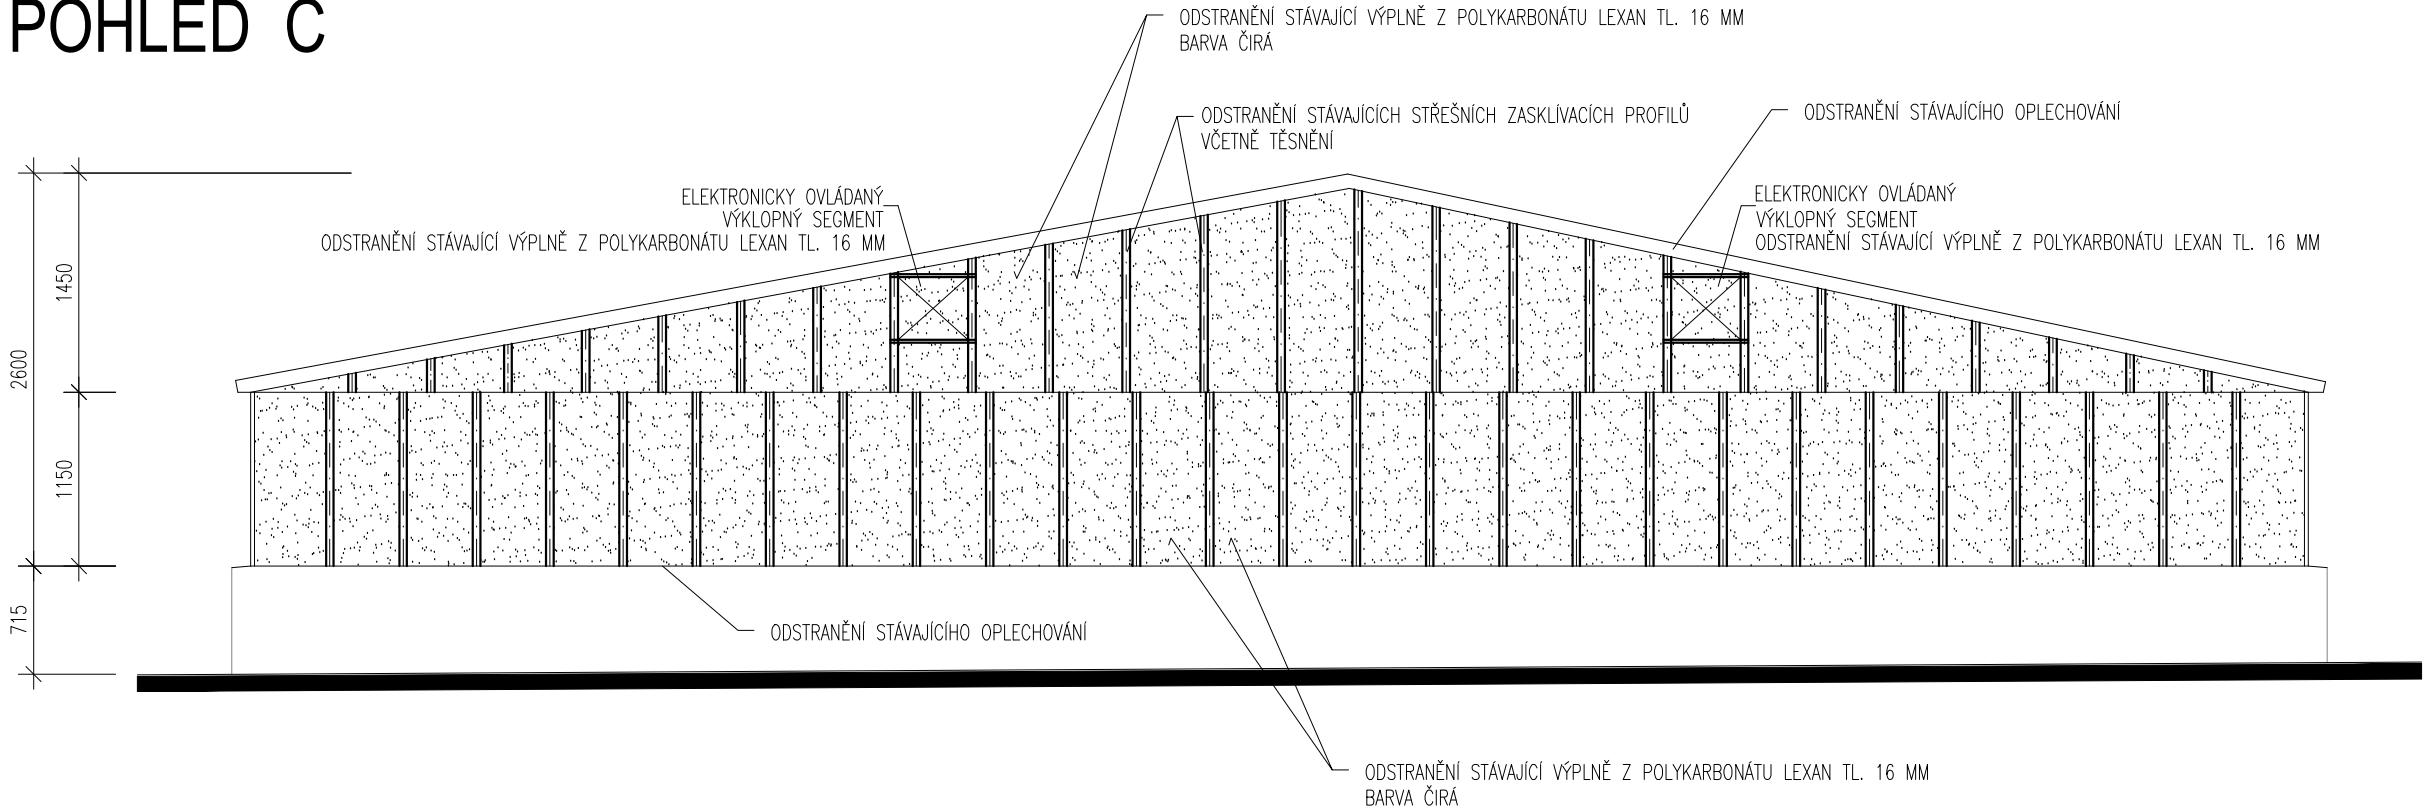 POHLED C
ODSTRANĚNÍ STÁVAJÍCÍ VÝPLNĚ Z POLYKARBONÁTU LEXAN TL. 16 MM
BARVA ČIRÁ
ODSTRANĚNÍ STÁVAJÍCÍCH STŘEŠNÍCH ZASKLÍVACÍCH PROFILŮ
VČETNĚ TĚSNĚNÍ
ODSTRANĚNÍ STÁVAJÍCÍHO OPLECHOVÁNÍ
ELEKTRONICKY OVLÁDANÝ
VÝKLOPNÝ SEGMENT
ODSTRANĚNÍ STÁVAJÍCÍ VÝPLNĚ Z POLYKARBONÁTU LEXAN TL. 16 MM
ELEKTRONICKY OVLÁDANÝ
VÝKLOPNÝ SEGMENT
ODSTRANĚNÍ STÁVAJÍCÍ VÝPLNĚ Z POLYKARBONÁTU LEXAN TL. 16 MM
1450
2600
1150
715
ODSTRANĚNÍ STÁVAJÍCÍHO OPLECHOVÁNÍ
ODSTRANĚNÍ STÁVAJÍCÍ VÝPLNĚ Z POLYKARBONÁTU LEXAN TL. 16 MM
BARVA ČIRÁ